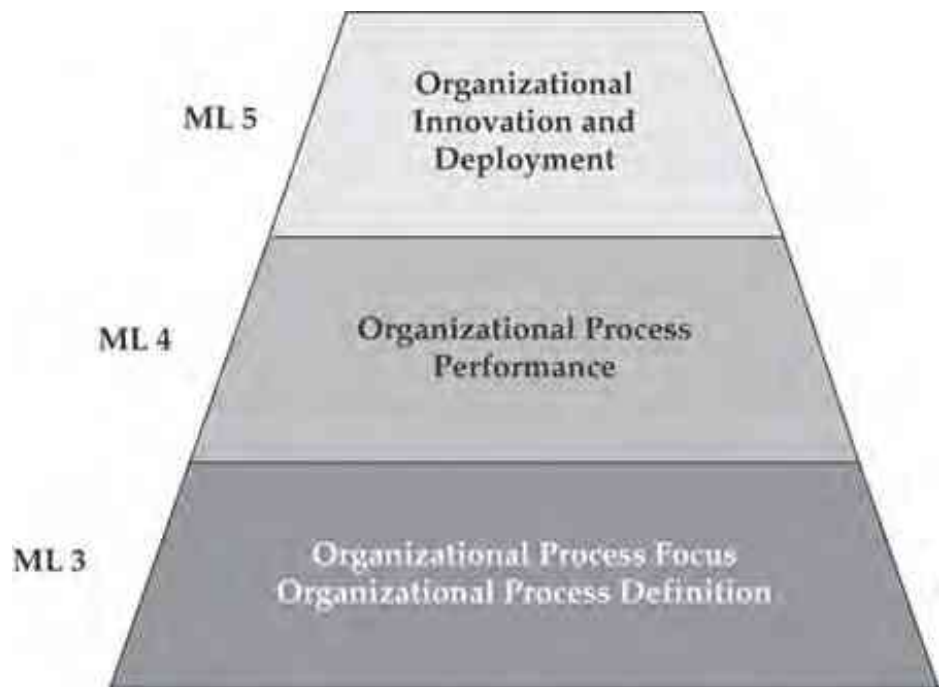 ML 5
Organizational
Innovation and
Deployment
ML 4
Organizational Process
Performance
ML 3
Organizational Process Focus
Organizational Process Definition